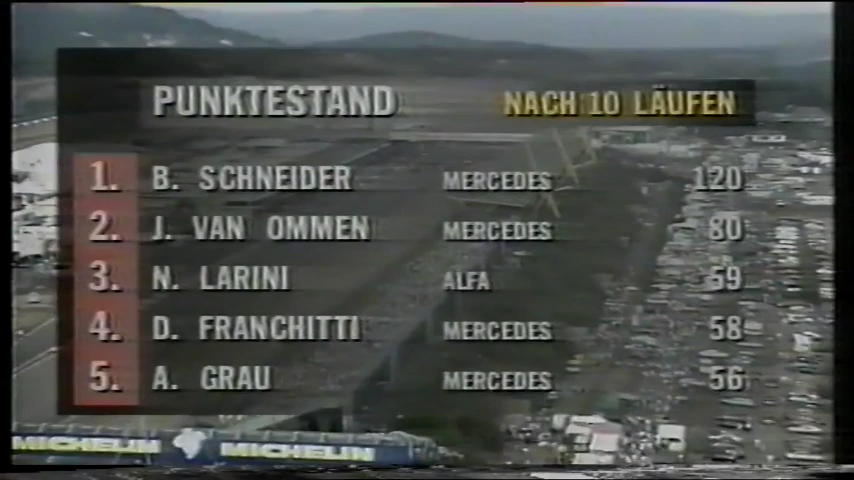 PUNKTESTAND NACH 10 LÄUFEN
1. B. SCHNEIDER MERCEDES 120
2. J. VAN OMMEN MERCEDES 80
3. N. LARINI ALFA 59
4. D. FRANCHITTI MERCEDES 58
5. A. GRAU MERCEDES 56
MICHELIN MICHELIN